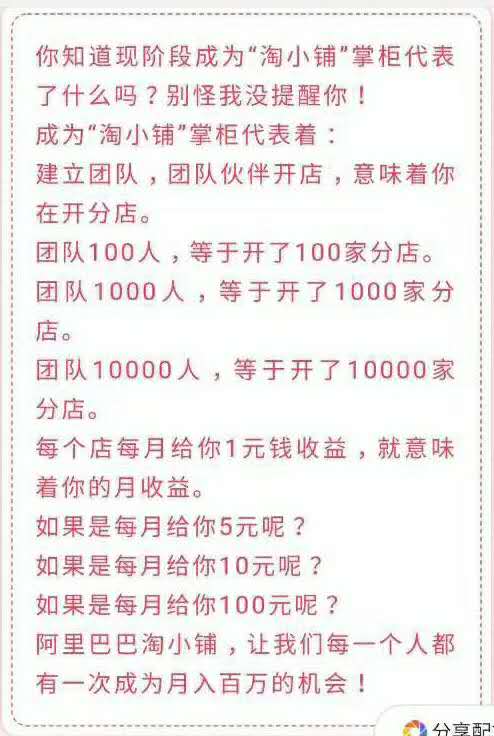 你知道现阶段成为“淘小铺”掌柜代表
了什么吗？别怪我没提醒你！
成为“淘小铺”掌柜代表着：
建立团队，团队伙伴开店，意味着你
在开分店。
团队100人，等于开了100家分店。
团队1000人，等于开了1000家分
店。
团队10000人，等于开了10000家
分店。
每个店每月给你1元钱收益，就意味
着你的月收益。
如果是每月给你5元呢？
如果是每月给你10元呢？
如果是每月给你100元呢？
阿里巴巴淘小铺，让我们每一个人都
有一次成为月入百万的机会！
分享配